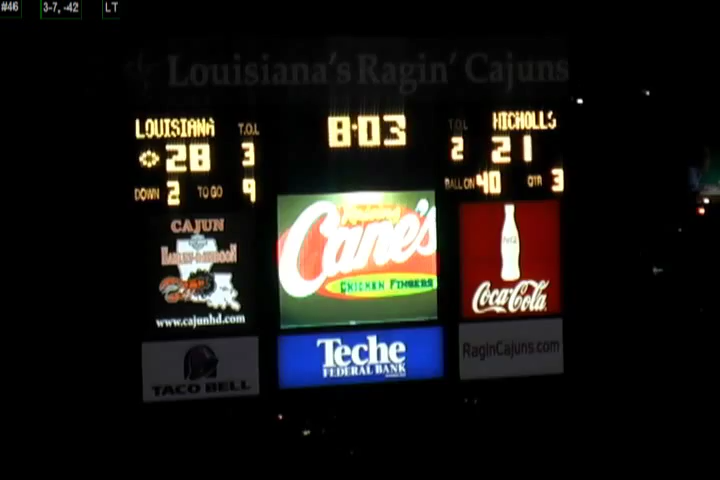 #46 3-7, -42 LT
Louisiana's Ragin' Cajuns
LOUISIANA T.O.L 8:03 T.O.L NICHOLLS
28 3 2 21
DOWN 2 TO GO 9 BALL ON 40 QTR 3
CAJUN
HARLEY-DAVIDSON
www.cajunhd.com
Cane's
CHICKEN FINGERS
Coca-Cola
Teche
FEDERAL BANK
TACO BELL
RaginCajuns.com